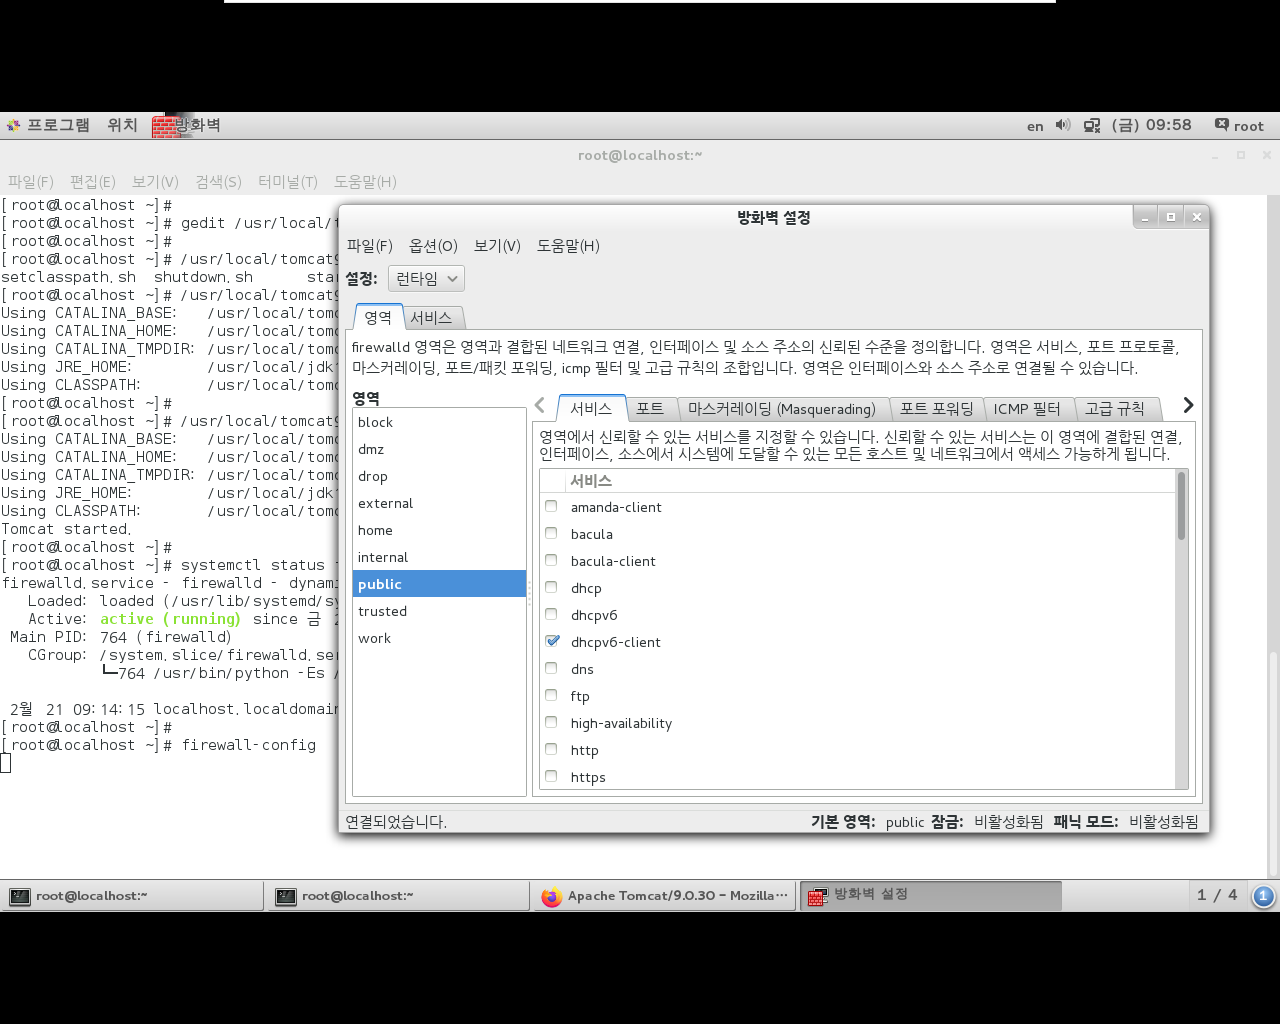 프로그램 위치 방화벽 en (금) 09:58 root
root@localhost:~
파일(F) 편집(E) 보기(V) 검색(S) 터미널(T) 도움말(H)
[root@localhost ~]#
[root@localhost ~]# gedit /usr/local/t
[root@localhost ~]#
[root@localhost ~]# /usr/local/tomcat9
setclasspath.sh shutdown.sh star
[root@localhost ~]# /usr/local/tomcat9
Using CATALINA_BASE: /usr/local/tomc
Using CATALINA_HOME: /usr/local/tomc
Using CATALINA_TMPDIR: /usr/local/tomc
Using JRE_HOME: /usr/local/jdk1
Using CLASSPATH: /usr/local/tomc
[root@localhost ~]#
[root@localhost ~]# /usr/local/tomcat9
Using CATALINA_BASE: /usr/local/tomc
Using CATALINA_HOME: /usr/local/tomc
Using CATALINA_TMPDIR: /usr/local/tomc
Using JRE_HOME: /usr/local/jdk1
Using CLASSPATH: /usr/local/tomc
Tomcat started.
[root@localhost ~]#
[root@localhost ~]# systemctl status
firewalld.service - firewalld - dynami
Loaded: loaded (/usr/lib/systemd/sy
Active: active (running) since 금 2
Main PID: 764 (firewalld)
CGroup: /system.slice/firewalld.ser
└─764 /usr/bin/python -Es /
2월 21 09:14:15 localhost.localdomain
[root@localhost ~]#
[root@localhost ~]# firewall-config
방화벽 설정
파일(F) 옵션(O) 보기(V) 도움말(H)
설정: 런타임
영역 서비스
firewalld 영역은 영역과 결합된 네트워크 연결, 인터페이스 및 소스 주소의 신뢰된 수준을 정의합니다. 영역은 서비스, 포트 프로토콜,
마스커레이딩, 포트/패킷 포워딩, icmp 필터 및 고급 규칙의 조합입니다. 영역은 인터페이스와 소스 주소로 연결될 수 있습니다.
영역
block
dmz
drop
external
home
internal
public
trusted
work
서비스 포트 마스커레이딩 (Masquerading) 포트 포워딩 ICMP 필터 고급 규칙
영역에서 신뢰할 수 있는 서비스를 지정할 수 있습니다. 신뢰할 수 있는 서비스는 이 영역에 결합된 연결,
인터페이스, 소스에서 시스템에 도달할 수 있는 모든 호스트 및 네트워크에서 액세스 가능하게 됩니다.
서비스
amanda-client
bacula
bacula-client
dhcp
dhcpv6
dhcpv6-client
dns
ftp
high-availability
http
https
연결되었습니다. 기본 영역: public 잠금: 비활성화됨 패닉 모드: 비활성화됨
root@localhost:~ root@localhost:~ Apache Tomcat/9.0.30 – Mozilla… 방화벽 설정 1 / 4 1